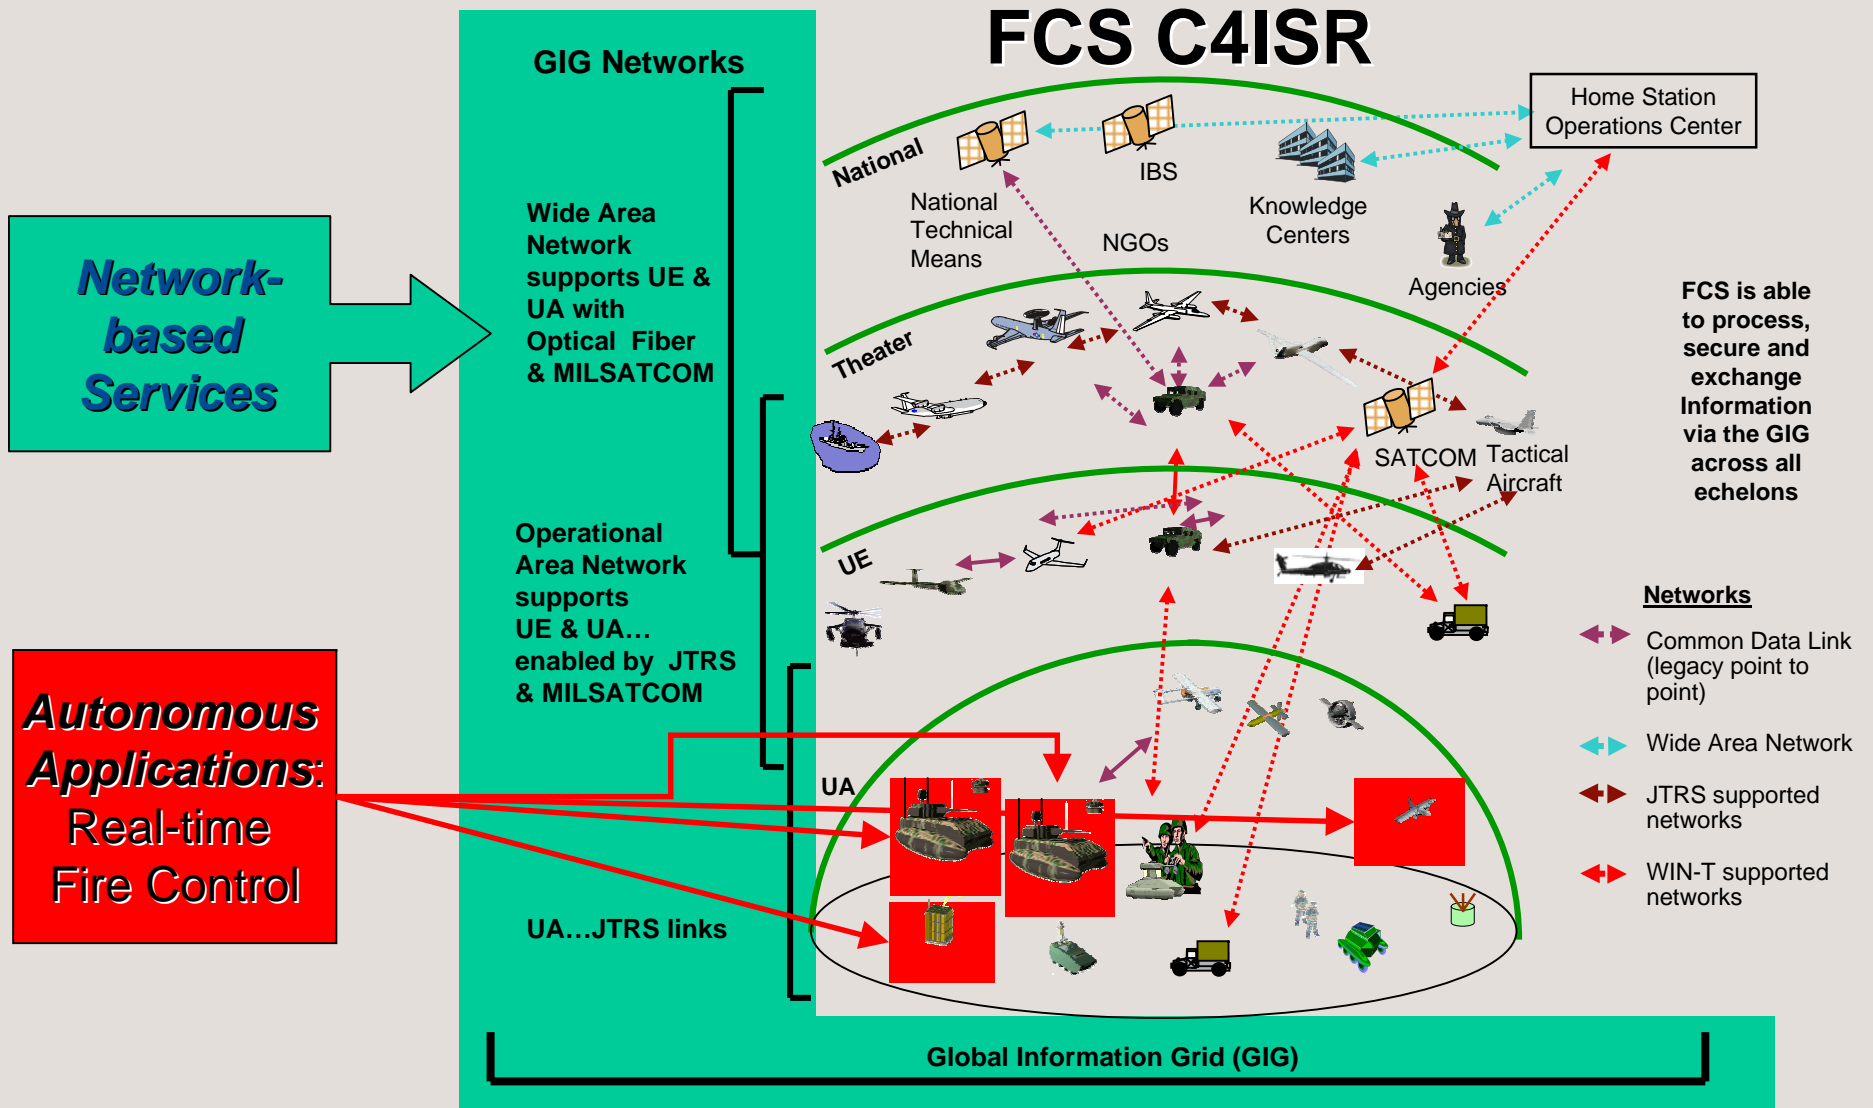 FCS C4ISR
GIG Networks
Network-
based
Services
Wide Area
Network
supports UE &
UA with
Optical Fiber
& MILSATCOM
Operational
Area Network
supports
UE & UA…
enabled by JTRS
& MILSATCOM
Autonomous
Applications:
Real-time
Fire Control
UA…JTRS links
National
National
Technical
Means
IBS
NGOs
Knowledge
Centers
Agencies
Home Station
Operations Center
Theater
SATCOM
Tactical
Aircraft
UE
UA
FCS is able
to process,
secure and
exchange
Information
via the GIG
across all
echelons
Networks
Common Data Link
(legacy point to
point)
Wide Area Network
JTRS supported
networks
WIN-T supported
networks
Global Information Grid (GIG)